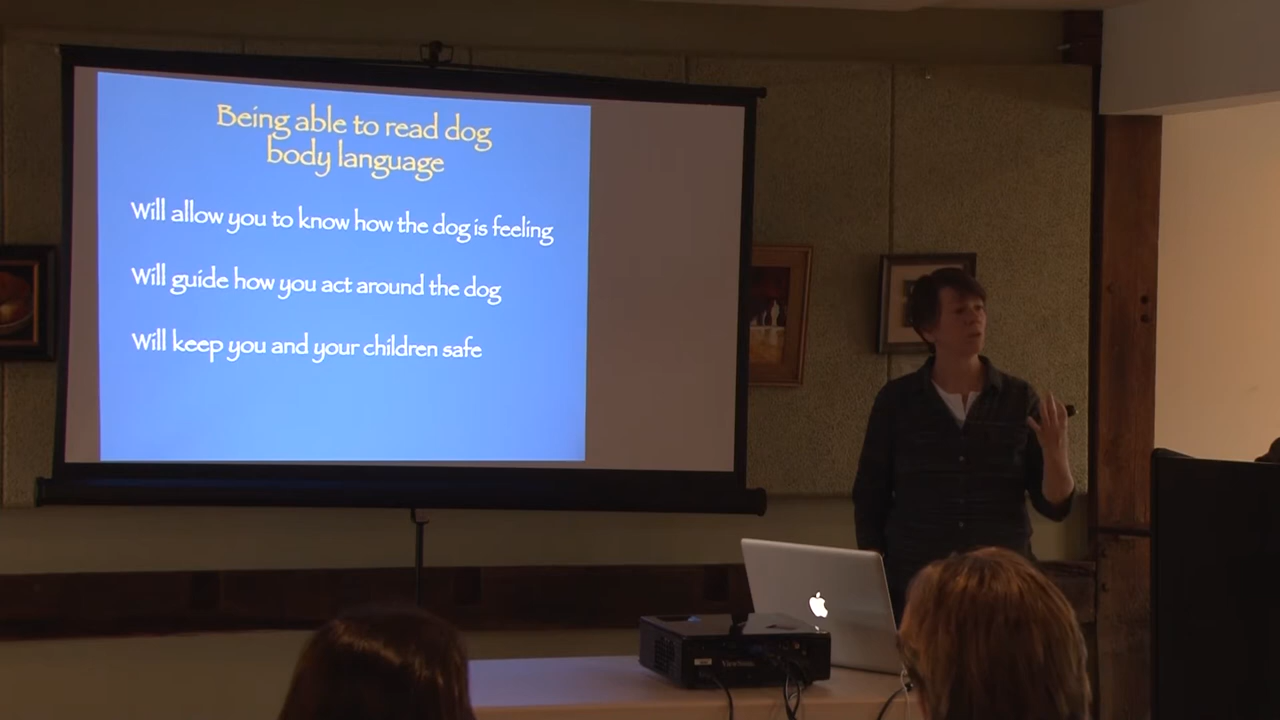 Being able to read dog
body language
Will allow you to know how the dog is feeling
Will guide how you act around the dog
Will keep you and your children safe
ViewSonic